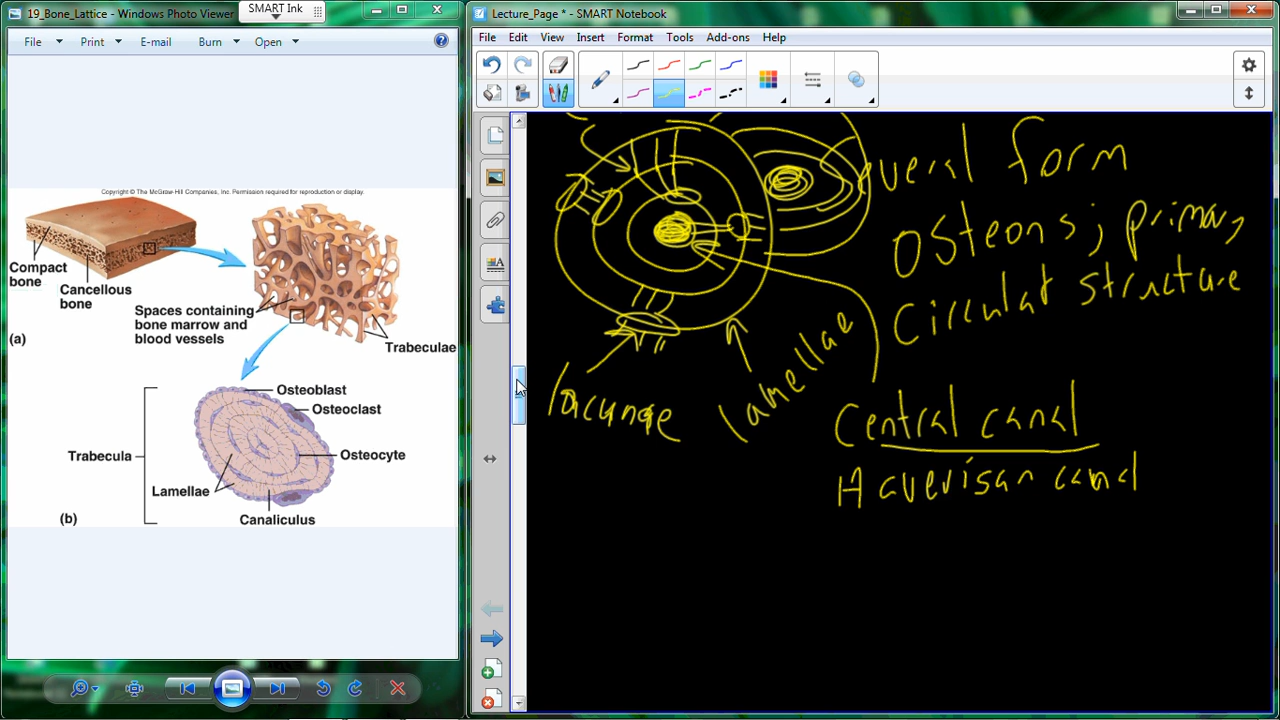 19_Bone_Lattice - Windows Photo Viewer
SMART Ink
File Print E-mail Burn Open
Copyright © The McGraw-Hill Companies, Inc. Permission required for reproduction or display.
Compact
bone
Cancellous
bone
Spaces containing
bone marrow and
blood vessels
Trabeculae
(a)
Osteoblast
Osteoclast
Trabecula
Osteocyte
Lamellae
Canaliculus
(b)
Lecture_Page * - SMART Notebook
File Edit View Insert Format Tools Add-ons Help
everal form
Osteons; primary
Circulat structure
lacunae
lamellae
Central canal
Haverisan canal